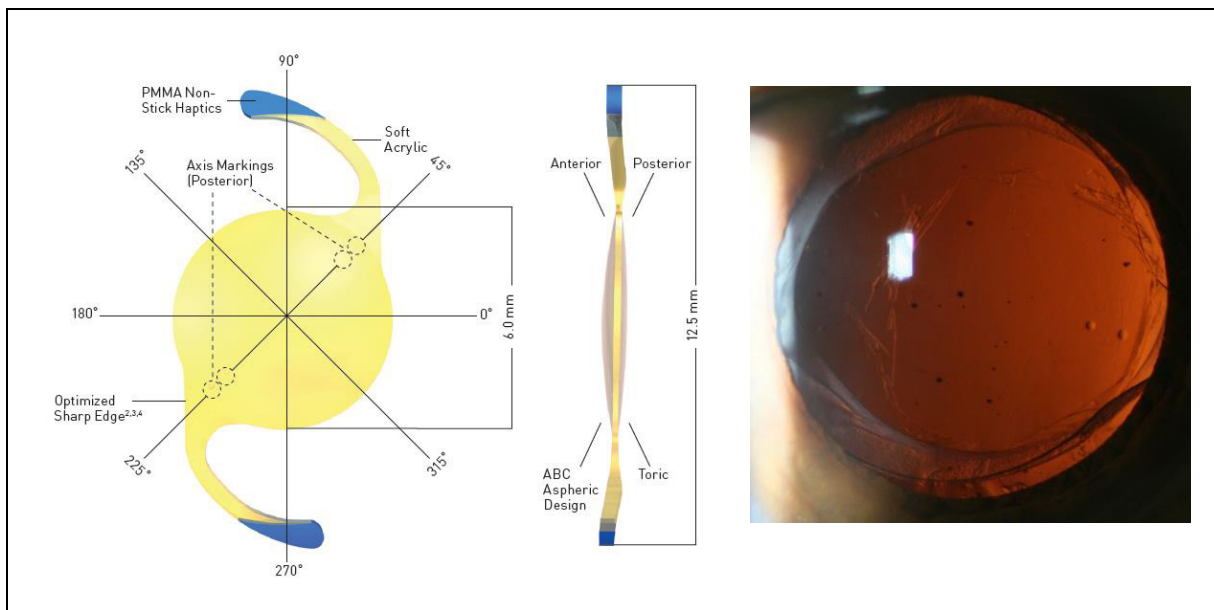 90°
PMMA Non-
Stick Haptics
Soft
Acrylic
135°
Axis Markings
(Posterior)
45°
Anterior
Posterior
180°
0°
6.0 mm
12.5 mm
Optimized
Sharp Edge2,3,4
225°
315°
ABC
Aspheric
Design
Toric
270°